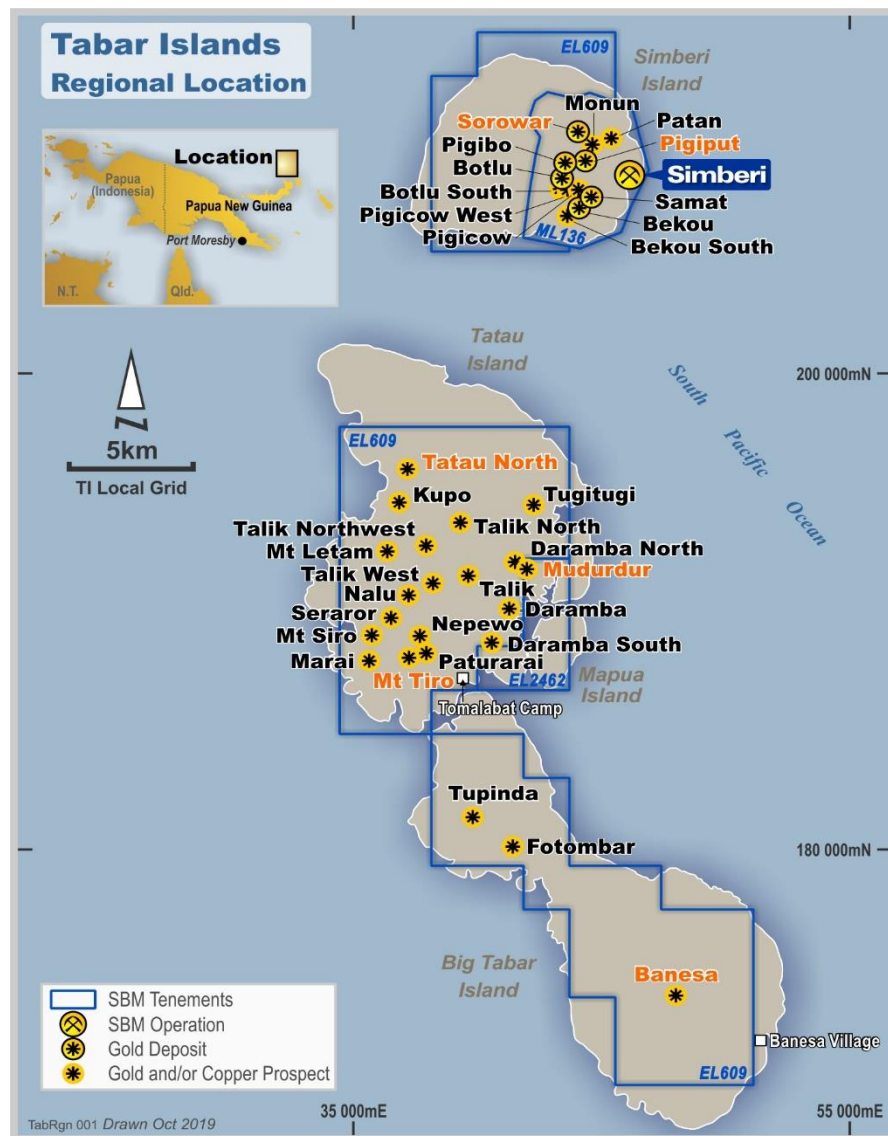 Tabar Islands
Regional Location
EL609
Simberi
Island
Monun
Sorowar
Patan
Pigibo
Pigiput
Botlu
Simberi
Botlu South
Samat
Pigicow West
Bekou
Pigicow
ML136
Bekou South
Location
Papua
(Indonesia)
Papua New Guinea
Port Moresby
N.T.
Qld.
Tatau
Island
200 000mN
South
Pacific
Ocean
N
5km
TI Local Grid
EL609
Tatau North
Kupo
Tugitugi
Talik Northwest
Talik North
Mt Letam
Daramba North
Mudurdur
Talik West
Talik
Nalu
Daramba
Seraror
Nepewo
Mt Siro
Daramba South
Marai
Paturarai
Mt Tiro
EL2462
Mapua
Island
Tomalabat Camp
Tupinda
Fotombar
180 000mN
Big Tabar
Island
Banesa
Banesa Village
EL609
SBM Tenements
SBM Operation
Gold Deposit
Gold and/or Copper Prospect
TabRgn 001 Drawn Oct 2019
35 000mE
55 000mE